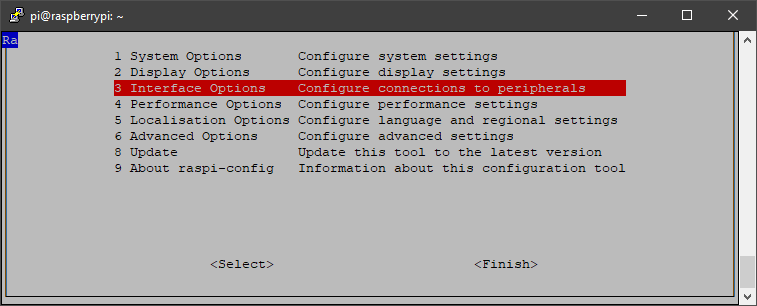 pi@raspberrypi: ~
Ra
1 System Options Configure system settings
2 Display Options Configure display settings
3 Interface Options Configure connections to peripherals
4 Performance Options Configure performance settings
5 Localisation Options Configure language and regional settings
6 Advanced Options Configure advanced settings
8 Update Update this tool to the latest version
9 About raspi-config Information about this configuration tool
<Select> <Finish>